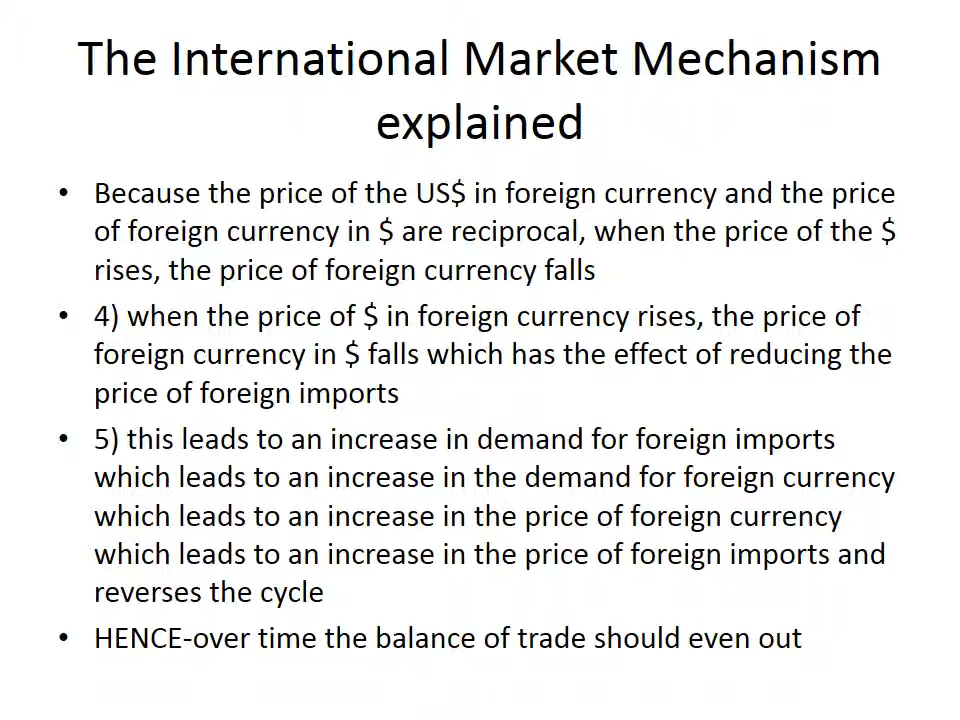 The International Market Mechanism
explained
• Because the price of the US$ in foreign currency and the price
of foreign currency in $ are reciprocal, when the price of the $
rises, the price of foreign currency falls
• 4) when the price of $ in foreign currency rises, the price of
foreign currency in $ falls which has the effect of reducing the
price of foreign imports
• 5) this leads to an increase in demand for foreign imports
which leads to an increase in the demand for foreign currency
which leads to an increase in the price of foreign currency
which leads to an increase in the price of foreign imports and
reverses the cycle
• HENCE-over time the balance of trade should even out